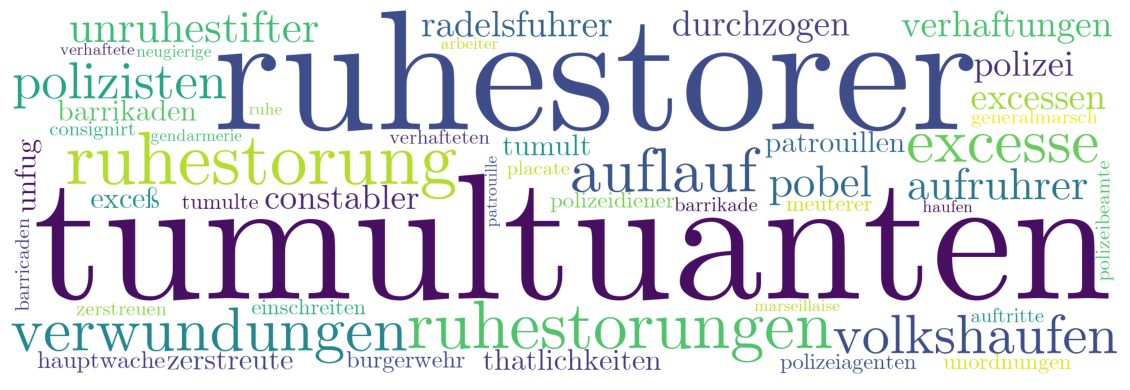 unruhestifter
radelsfuhrer
durchzogen
verhaftungen
verhaftete
neugierige
arbeiter
polizisten
ruhestorer
polizei
barrikaden
ruhe
excessen
consignirt
gendarmerie
generalmarsch
verhafteten
unfug
ruhestorung
tumult
patrouillen
excesse
placate
auflauf
pobel
aufruhrer
exceß
tumulte
constabler
patrouille
polizeidiener
barrikade
meuterer
haufen
polizeibeamte
barricaden
tumultuanten
zerstreuen
einschreiten
marseillaise
auftritte
verwundungen
ruhestorungen
volkshaufen
hauptwache
zerstreute
burgerwehr
thatlichkeiten
polizeiagenten
unordnungen